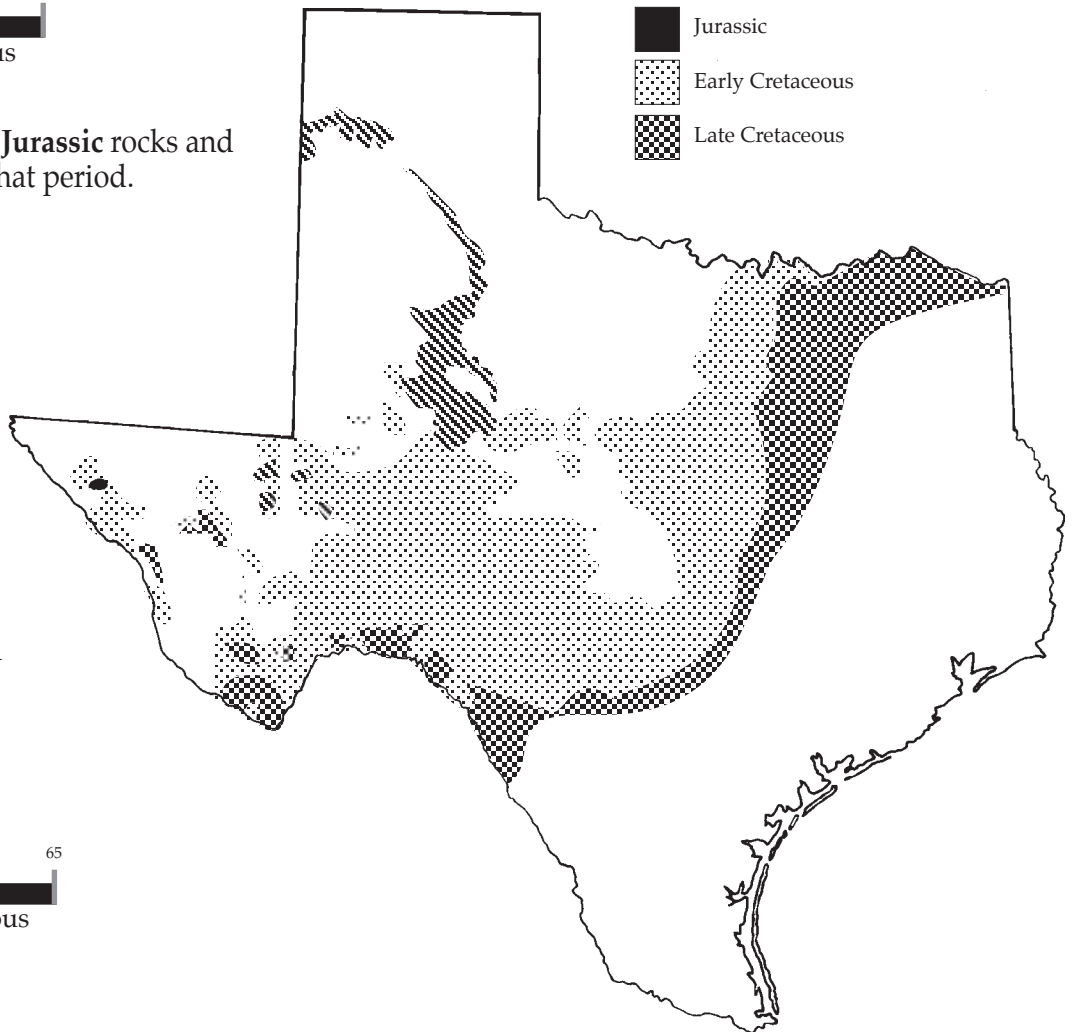 us
Jurassic rocks and
hat period.
Jurassic
Early Cretaceous
Late Cretaceous
65
ous